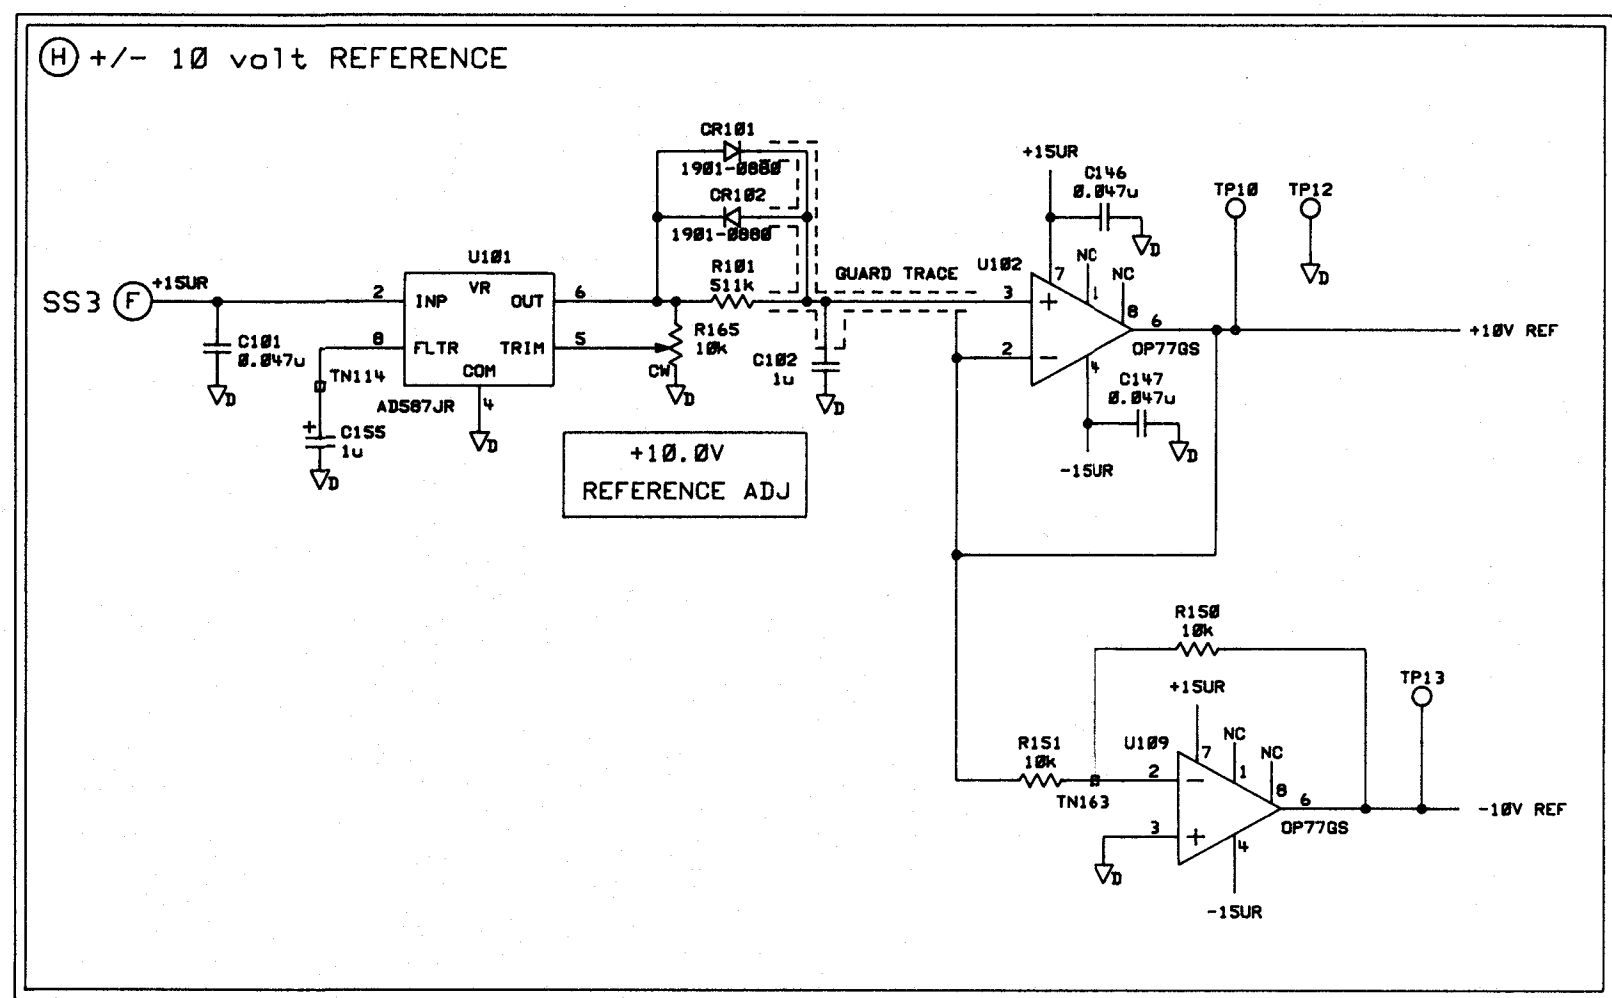 H +/- 10 volt REFERENCE
CR101
1901-0880
CR102
1901-0880
R101
511k
GUARD TRACE
U101
VR
INP
OUT
FLTR
TRIM
COM
AD587JR
2
8
6
5
4
SS3 F
+15UR
C101
0.047u
D
TN114
+
C155
1u
D
D
R165
10k
CW
D
C102
1u
D
+10.0V
REFERENCE ADJ
U102
+15UR
C146
0.047u
D
7
NC
1
NC
8
3
+
2
-
6
OP77GS
4
C147
0.047u
D
-15UR
TP10
TP12
D
+10V REF
R150
10k
+15UR
TP13
R151
10k
TN163
U109
7
NC
1
NC
8
2
-
3
+
6
OP77GS
4
D
-15UR
-10V REF